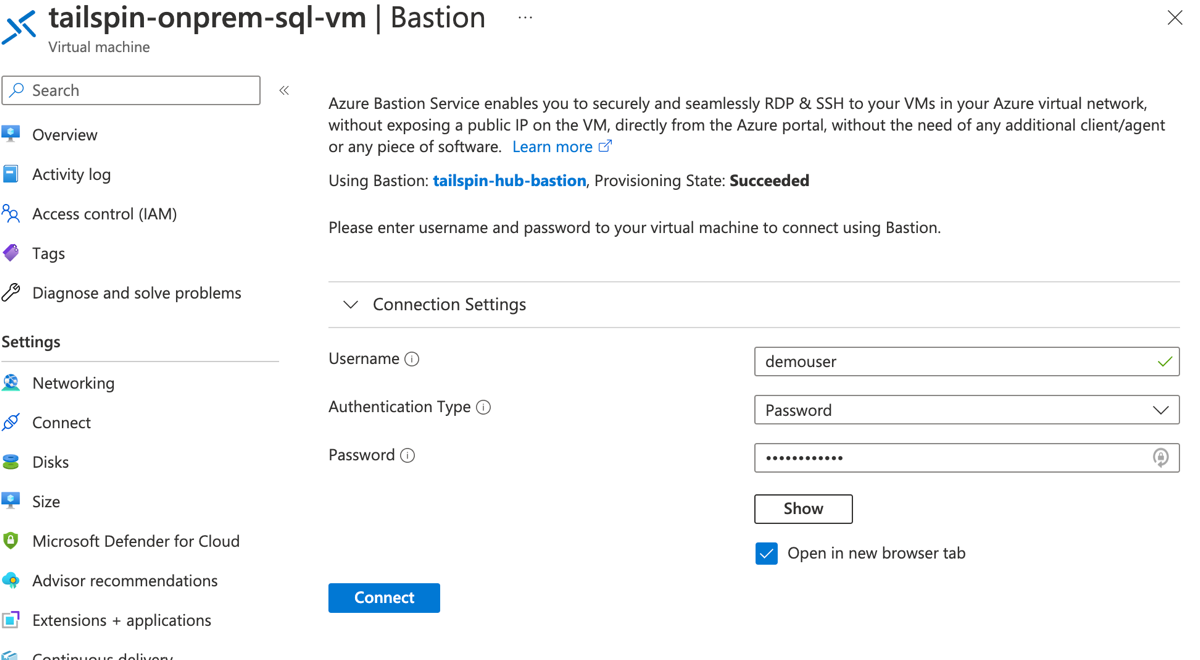 tailspin-onprem-sql-vm | Bastion ...
Virtual machine
Search
«
Overview
Activity log
Access control (IAM)
Tags
Diagnose and solve problems
Settings
Networking
Connect
Disks
Size
Microsoft Defender for Cloud
Advisor recommendations
Extensions + applications
Continuous delivery
Azure Bastion Service enables you to securely and seamlessly RDP & SSH to your VMs in your Azure virtual network,
without exposing a public IP on the VM, directly from the Azure portal, without the need of any additional client/agent
or any piece of software. Learn more
Using Bastion: tailspin-hub-bastion, Provisioning State: Succeeded
Please enter username and password to your virtual machine to connect using Bastion.
Connection Settings
Username
demouser
Authentication Type
Password
Password
••••••••••••
Show
Open in new browser tab
Connect